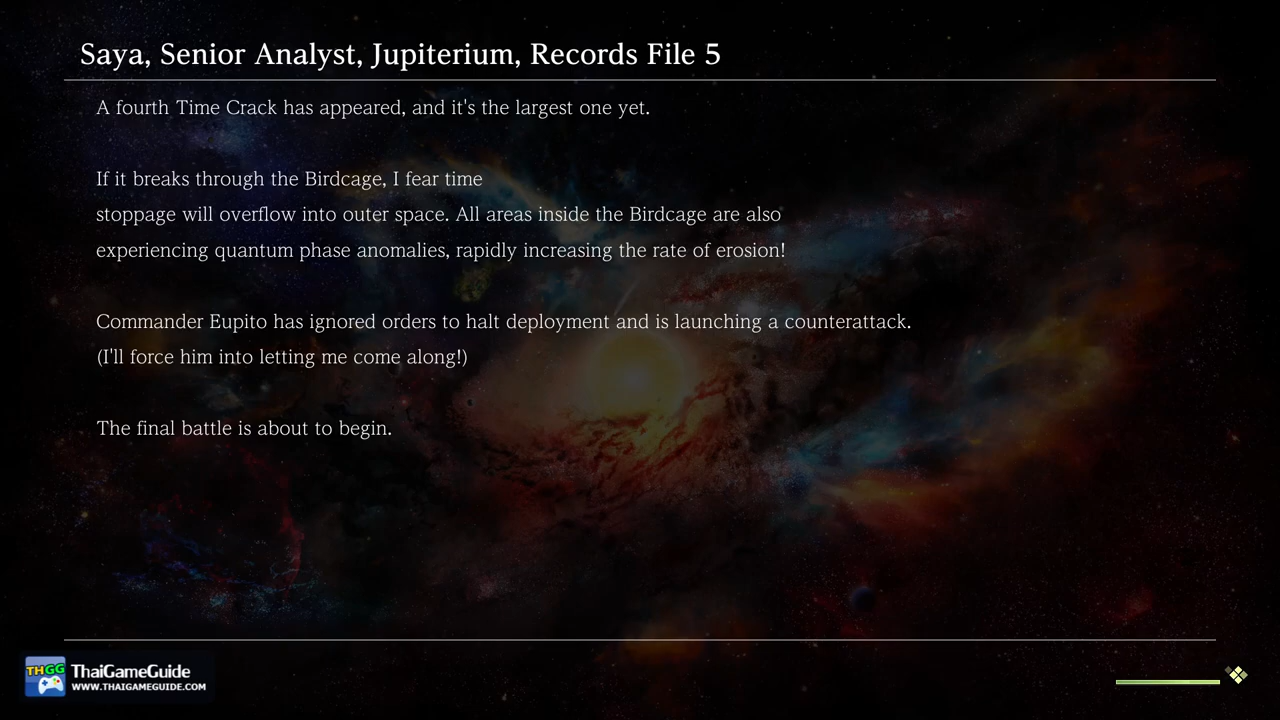 Saya, Senior Analyst, Jupiterium, Records File 5
A fourth Time Crack has appeared, and it's the largest one yet.
If it breaks through the Birdcage, I fear time
stoppage will overflow into outer space. All areas inside the Birdcage are also
experiencing quantum phase anomalies, rapidly increasing the rate of erosion!
Commander Eupito has ignored orders to halt deployment and is launching a counterattack.
(I'll force him into letting me come along!)
The final battle is about to begin.
THGG
ThaiGameGuide
WWW.THAIGAMEGUIDE.COM